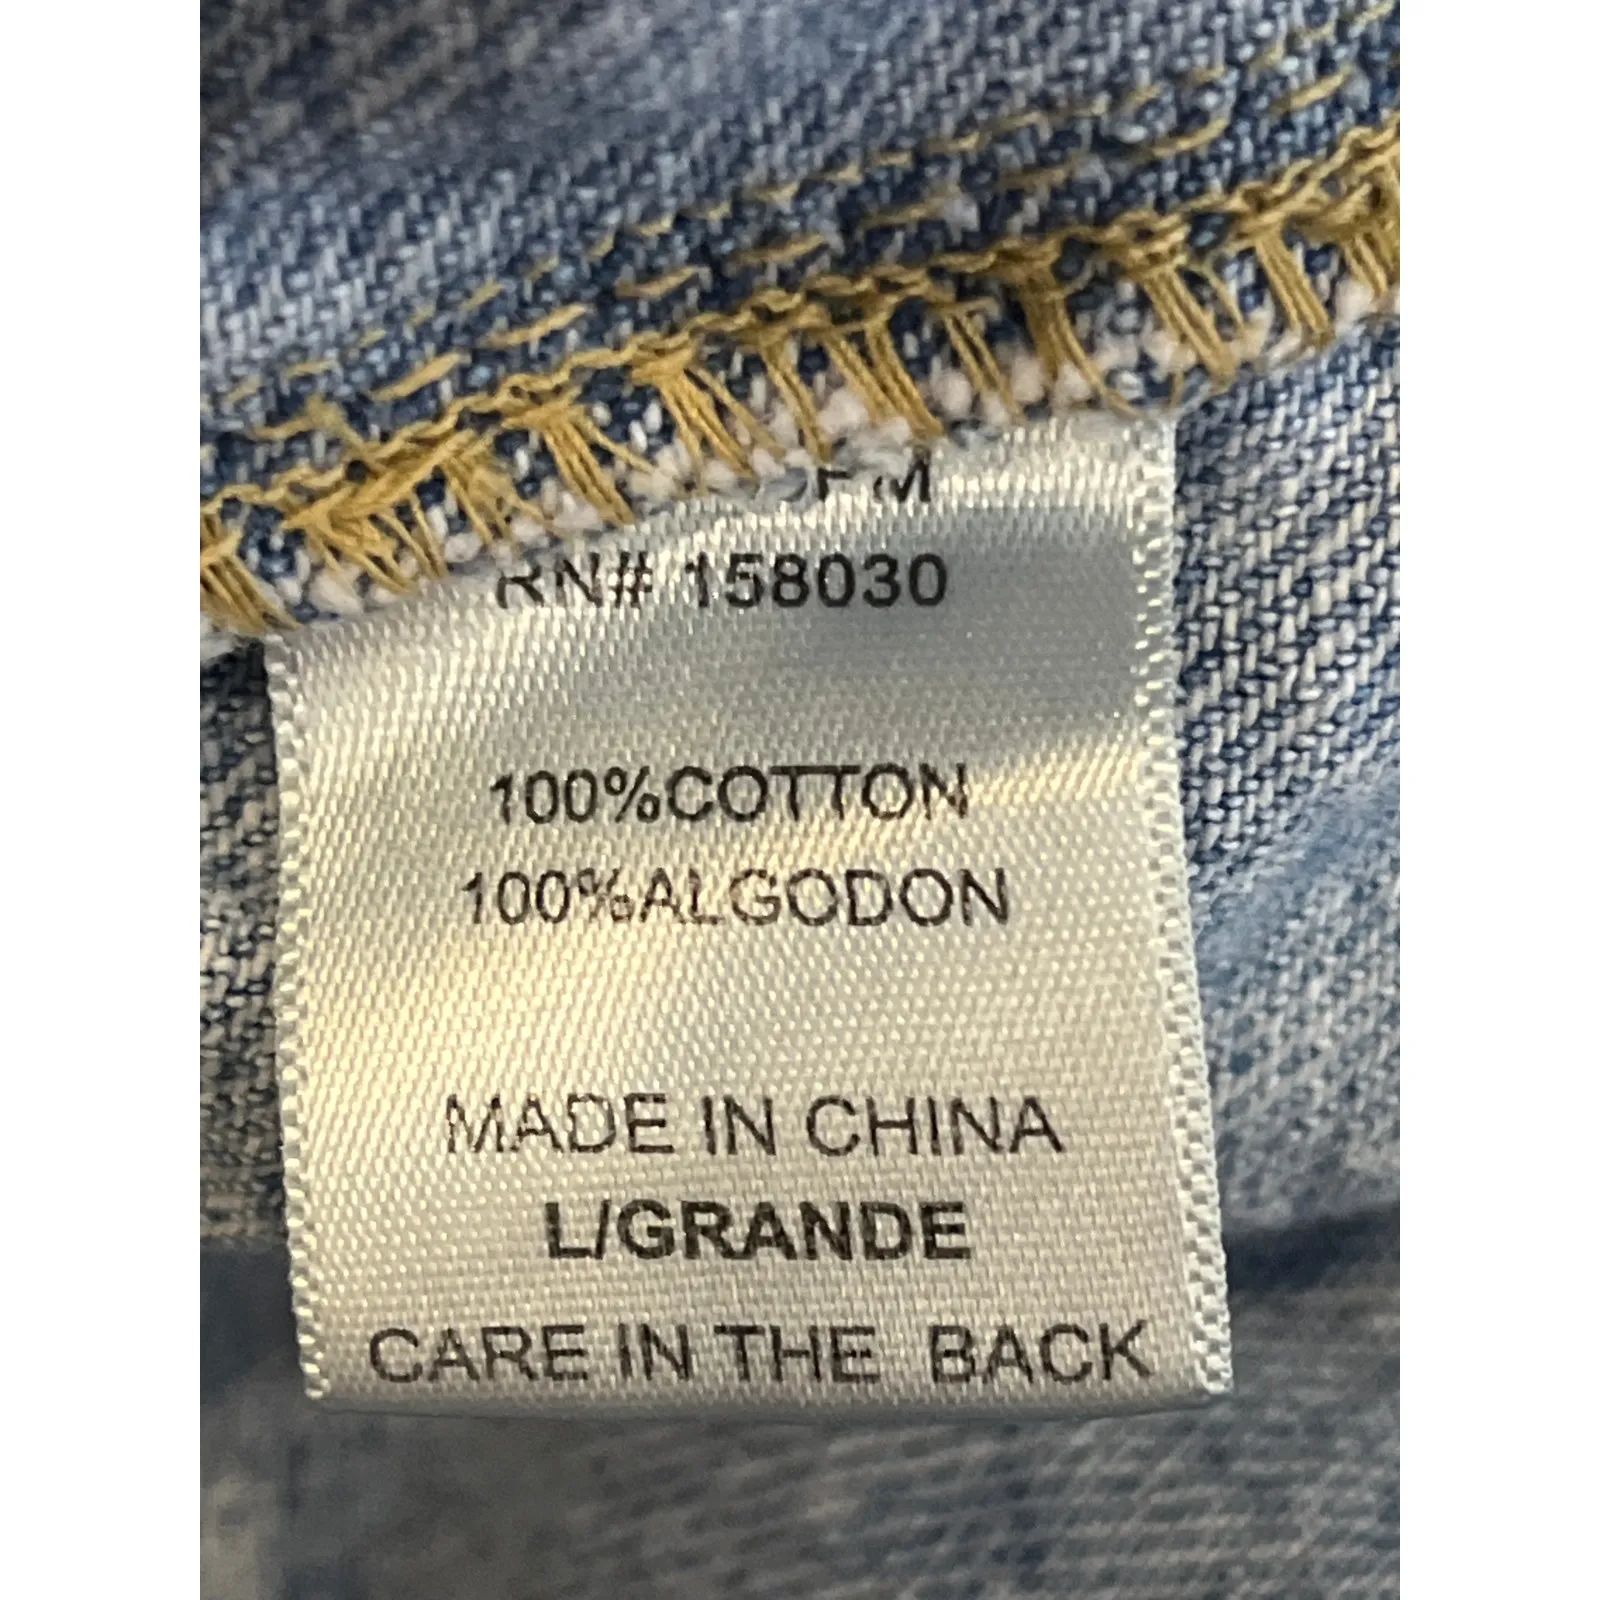 RN# 158030
100%COTTON
100%ALGODON
MADE IN CHINA
L/GRANDE
CARE IN THE BACK